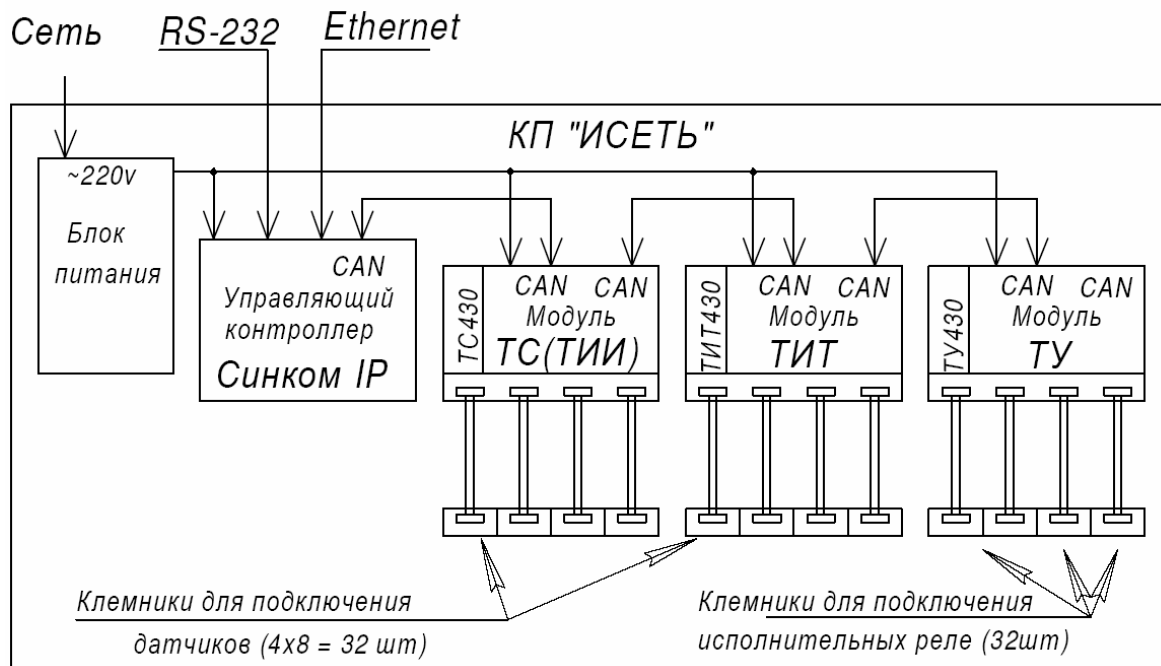 Сеть RS-232 Ethernet
КП "ИСЕТЬ"
~220v
Блок
питания
CAN
Управляющий
контроллер
Синком IP
ТС430
CAN CAN
Модуль
ТС(ТИИ)
ТИТ430
CAN CAN
Модуль
ТИТ
ТУ430
CAN CAN
Модуль
ТУ
Клемники для подключения
датчиков (4х8 = 32 шт)
Клемники для подключения
исполнительных реле (32шт)